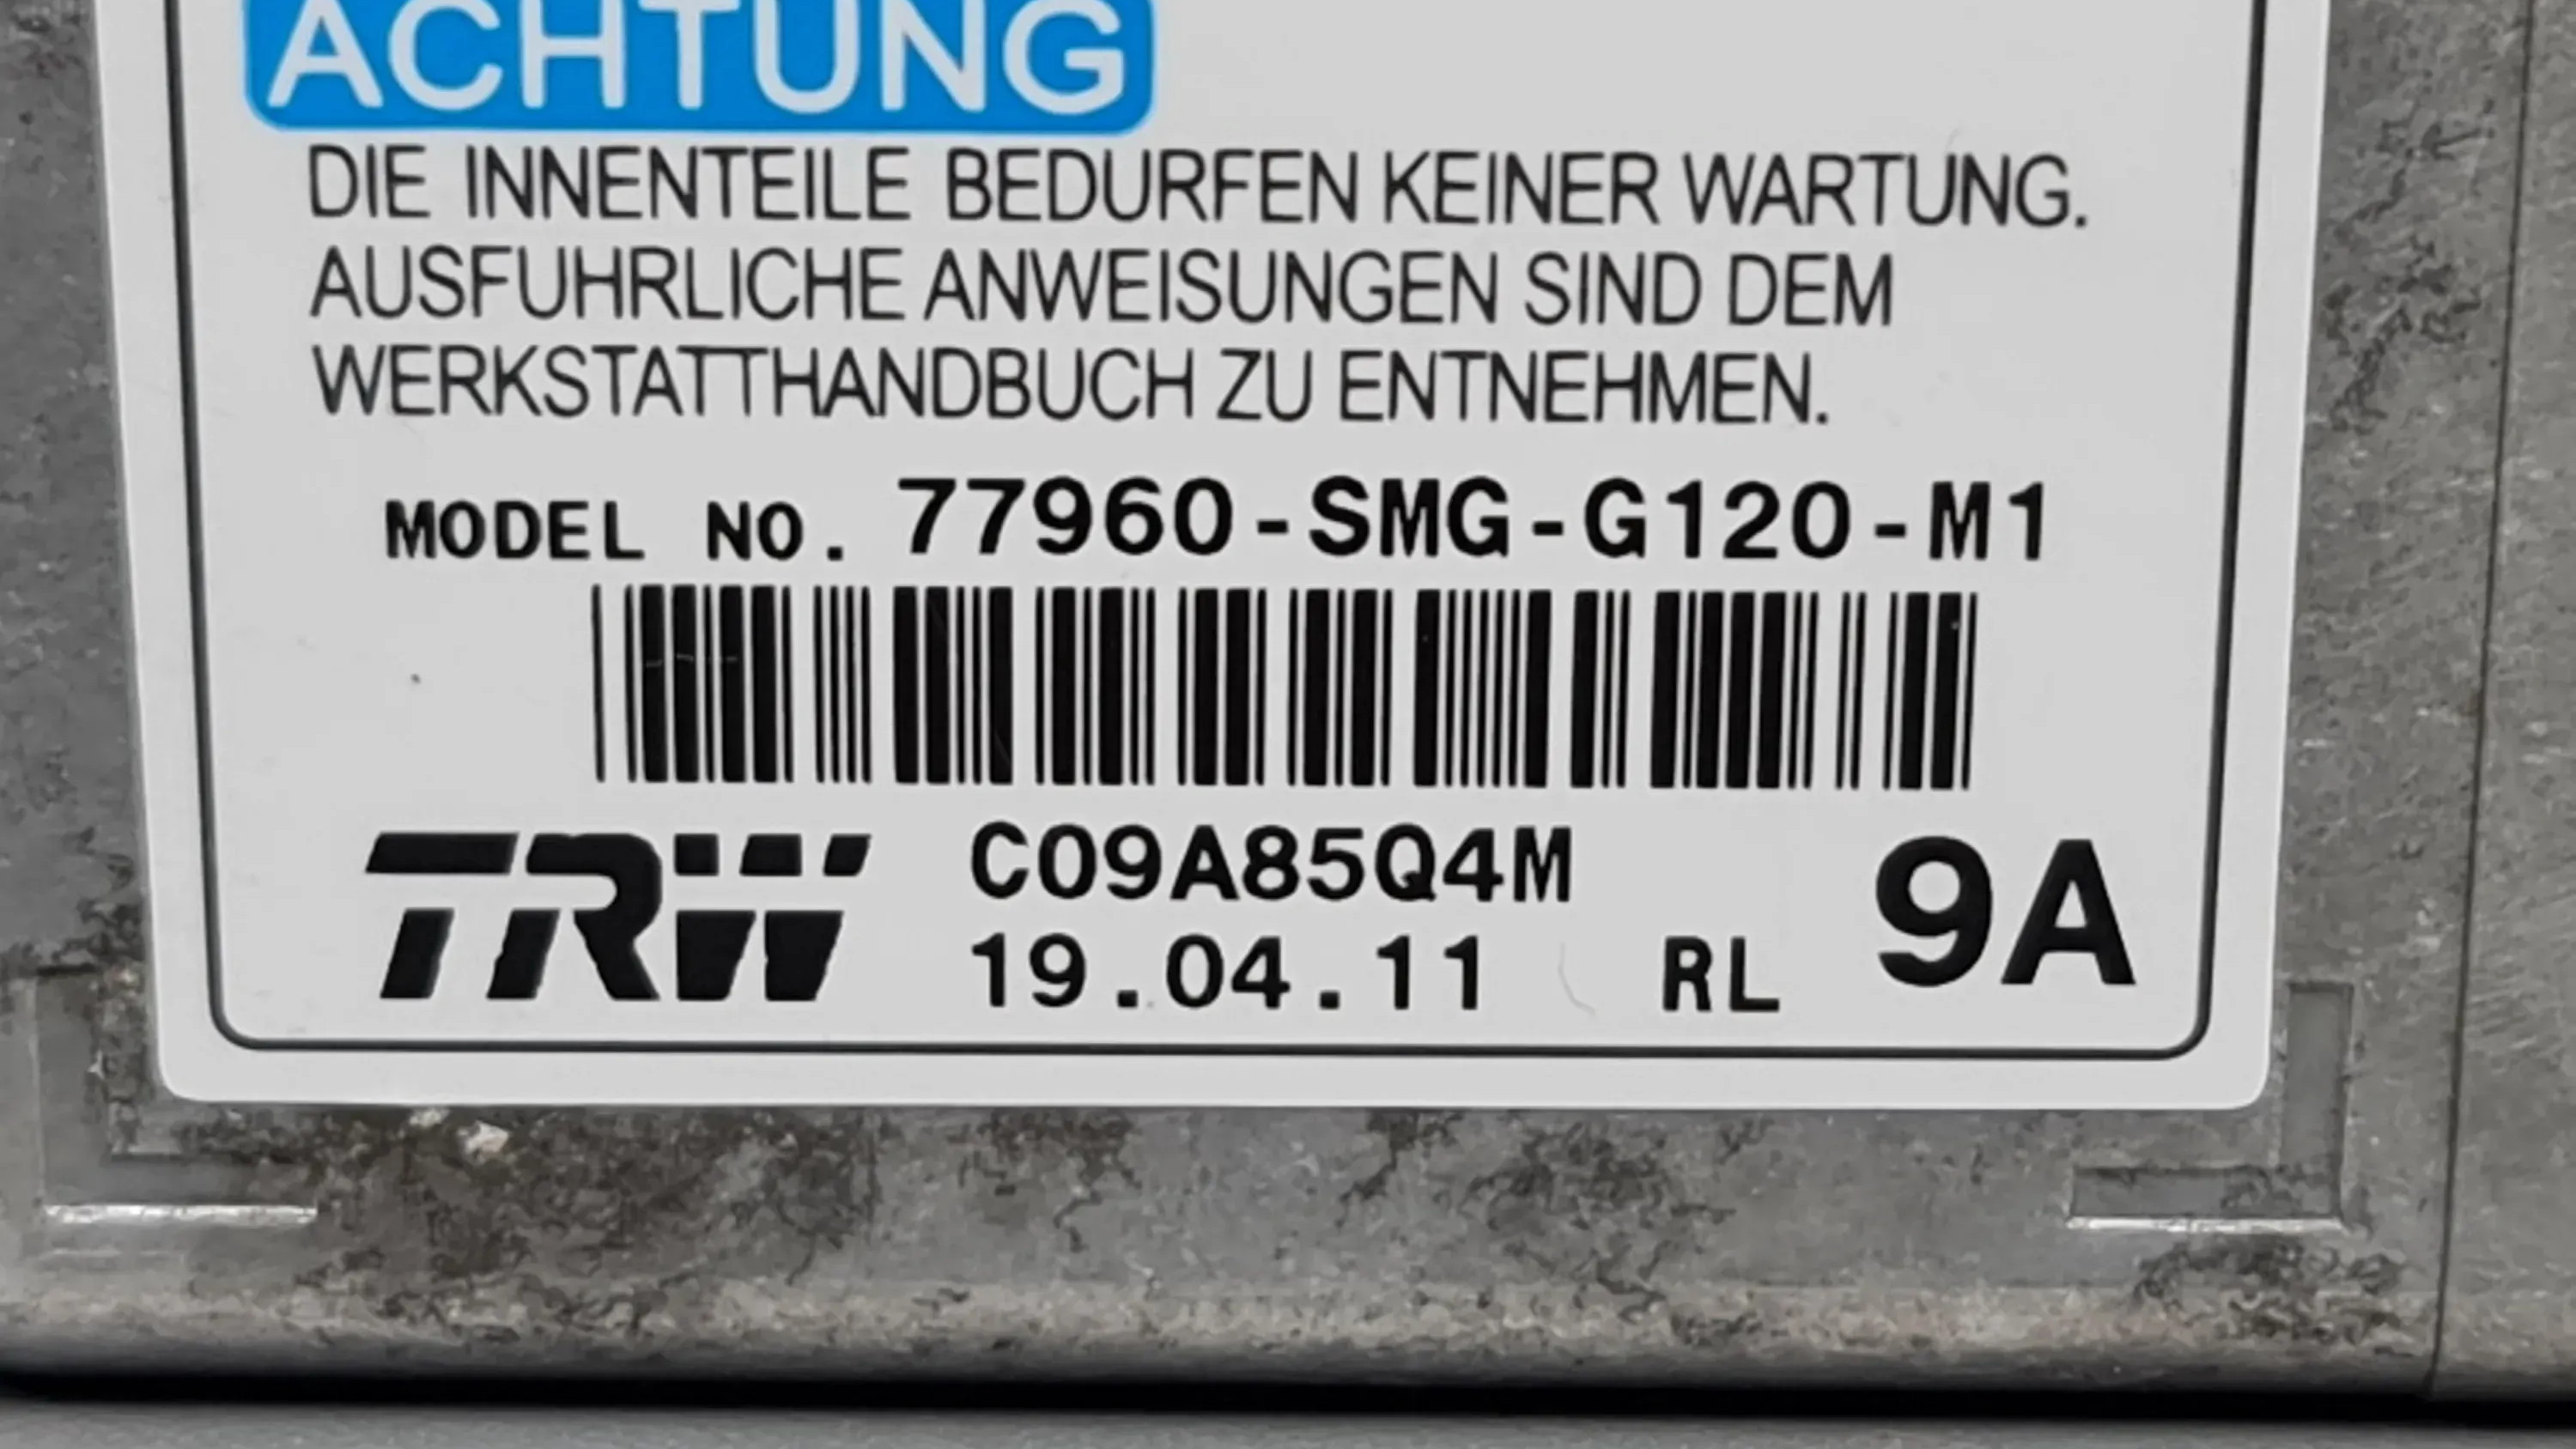 ACHTUNG
DIE INNENTEILE BEDURFEN KEINER WARTUNG.
AUSFUHRLICHE ANWEISUNGEN SIND DEM
WERKSTATTHANDBUCH ZU ENTNEHMEN.
MODEL NO. 77960-SMG-G120-M1
TRW C09A85Q4M 9A
19.04.11 RL